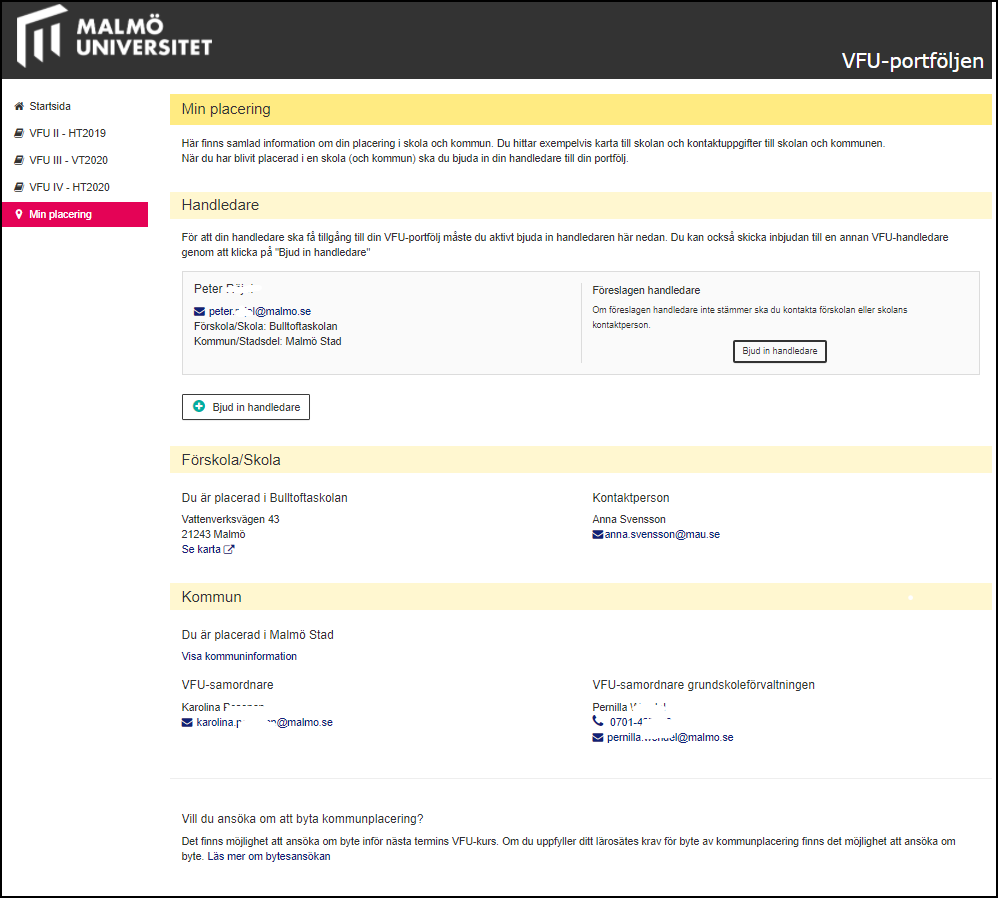 MALMÖ
UNIVERSITET
VFU-portföljen
Startsida
VFU II - HT2019
VFU III - VT2020
VFU IV - HT2020
Min placering
Min placering
Här finns samlad information om din placering i skola och kommun. Du hittar exempelvis karta till skolan och kontaktuppgifter till skolan och kommunen.
När du har blivit placerad i en skola (och kommun) ska du bjuda in din handledare till din portfölj.
Handledare
För att din handledare ska få tillgång till din VFU-portfölj måste du aktivt bjuda in handledaren här nedan. Du kan också skicka inbjudan till en annan VFU-handledare
genom att klicka på "Bjud in handledare"
Peter
@malmo.se
Förskola/Skola: Bulltoftaskolan
Kommun/Stadsdel: Malmö Stad
Föreslagen handledare
Om föreslagen handledare inte stämmer ska du kontakta förskolan eller skolans
kontaktperson.
Bjud in handledare
Bjud in handledare
Förskola/Skola
Du är placerad i Bulltoftaskolan
Vattenverksvägen 43
21243 Malmö
Se karta
Kontaktperson
Anna Svensson
anna.svensson@mau.se
Kommun
Du är placerad i Malmö Stad
Visa kommuninformation
VFU-samordnare
Karolina
@malmo.se
VFU-samordnare grundskoleförvaltningen
Pernilla
0701-4
@malmo.se
Vill du ansöka om att byta kommunplacering?
Det finns möjlighet att ansöka om byte inför nästa termins VFU-kurs. Om du uppfyller ditt lärosätes krav för byte av kommunplacering finns det möjlighet att ansöka om
byte. Läs mer om bytesansökan